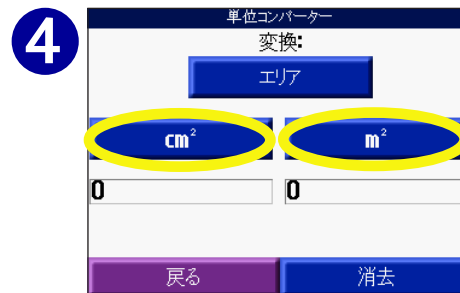 4
単位コンバーター
変換:
エリア
cm² m²
0 0
戻る 消去